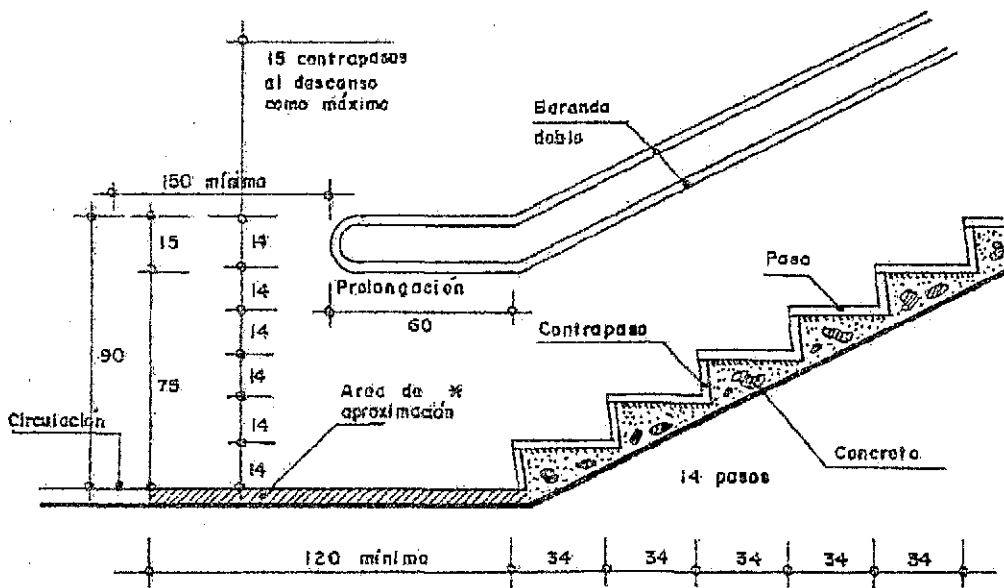 15 contrapasos
al descanso
como máximo
Baranda
doble
150 mínimo
15
14
Prolongación
60
14
14
14
14
14
90
75
Paso
Contrapaso
Area de *
aproximación
Circulación
Concreto
14 pasos
120 mínimo
34
34
34
34
34